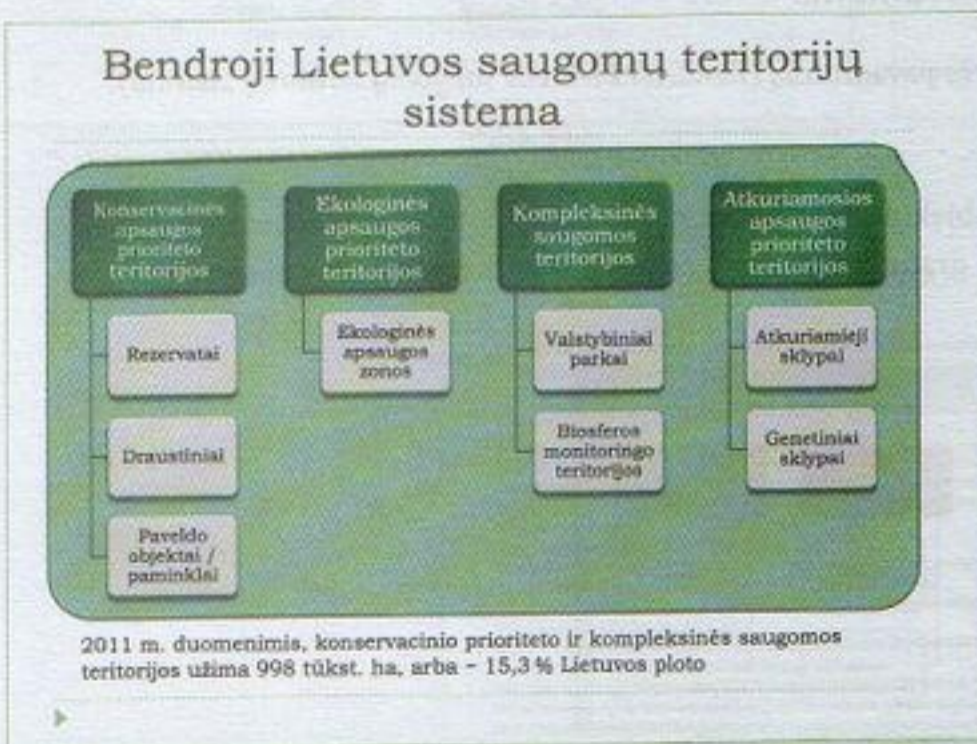 Bendroji Lietuvos saugomų teritorijų
sistema
Konservacinės
apsaugos
prioriteto
teritorijos
Rezervatai
Draustiniai
Paveldo
objektai /
paminklai
Ekologinės
apsaugos
prioriteto
teritorijos
Ekologinės
apsaugos
zonos
Kompleksinės
saugomos
teritorijos
Valstybiniai
parkai
Biosferos
monitoringo
teritorijos
Atkuriamosios
apsaugos
prioriteto
teritorijos
Atkuriamieji
sklypai
Genetiniai
sklypai
2011 m. duomenimis, konservacinio prioriteto ir kompleksinės saugomos
teritorijos užima 998 tūkst. ha, arba – 15,3 % Lietuvos ploto